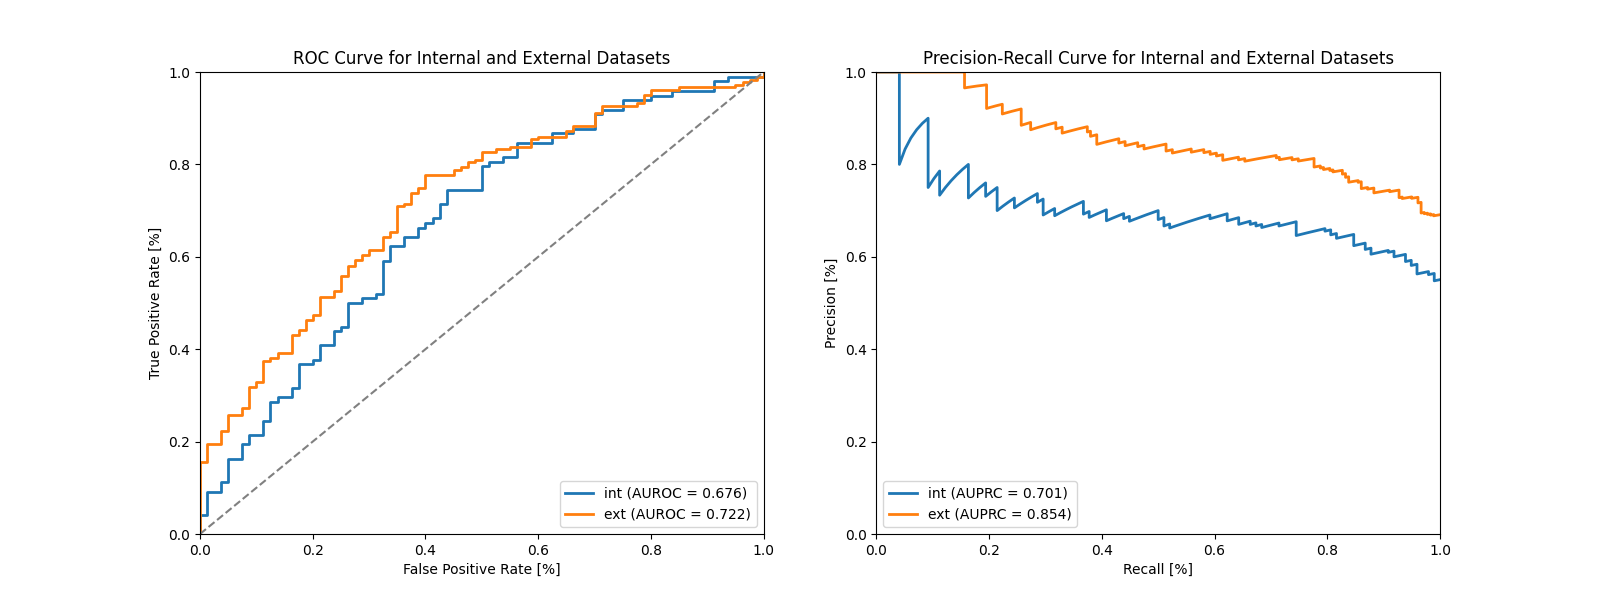 ROC Curve for Internal and External Datasets
1.0
0.8
0.6
0.4
0.2
0.0
True Positive Rate [%]
int (AUROC = 0.676)
ext (AUROC = 0.722)
0.0 0.2 0.4 0.6 0.8 1.0
False Positive Rate [%]
Precision-Recall Curve for Internal and External Datasets
1.0
0.8
0.6
0.4
0.2
0.0
Precision [%]
int (AUPRC = 0.701)
ext (AUPRC = 0.854)
0.0 0.2 0.4 0.6 0.8 1.0
Recall [%]